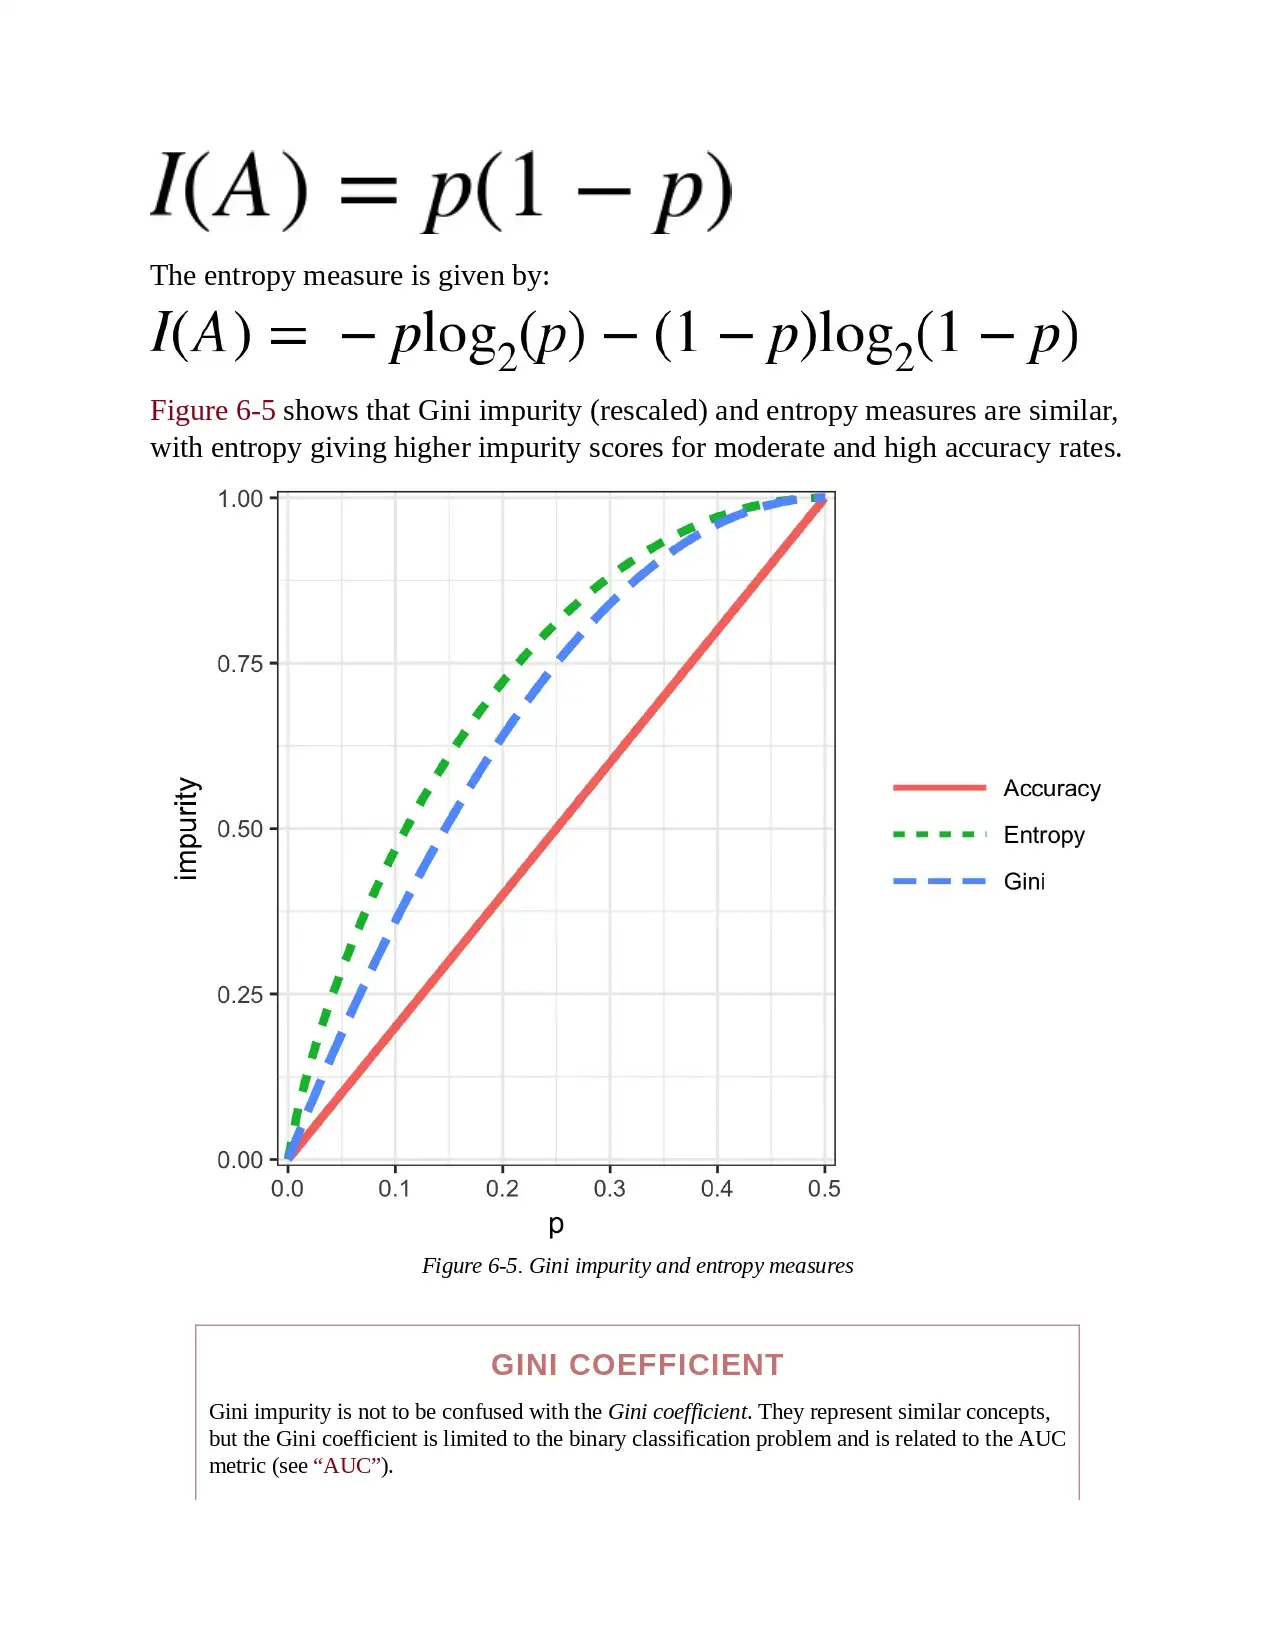 I(A) = p(1 − p)
The entropy measure is given by:
I(A) = − plog₂(p) − (1 − p)log₂(1 − p)
Figure 6-5 shows that Gini impurity (rescaled) and entropy measures are similar,
with entropy giving higher impurity scores for moderate and high accuracy rates.
1.00
0.75
0.50
0.25
0.00
impurity
0.0 0.1 0.2 0.3 0.4 0.5
p
Accuracy
Entropy
Gini
Figure 6-5. Gini impurity and entropy measures
GINI COEFFICIENT
Gini impurity is not to be confused with the Gini coefficient. They represent similar concepts,
but the Gini coefficient is limited to the binary classification problem and is related to the AUC
metric (see “AUC”).